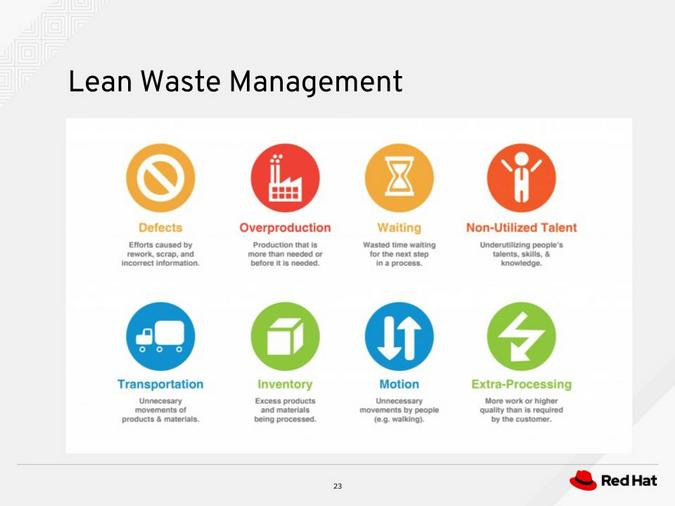 Lean Waste Management
Defects
Efforts caused by
rework, scrap, and
incorrect information.
Overproduction
Production that is
more than needed or
before it is needed.
Waiting
Wasted time waiting
for the next step
in a process.
Non-Utilized Talent
Underutilizing people's
talents, skills, &
knowledge.
Transportation
Unnecesary
movements of
products & materials.
Inventory
Excess products
and materials
being processed.
Motion
Unnecessary
movements by people
(e.g. walking).
Extra-Processing
More work or higher
quality than is required
by the customer.
23
Red Hat